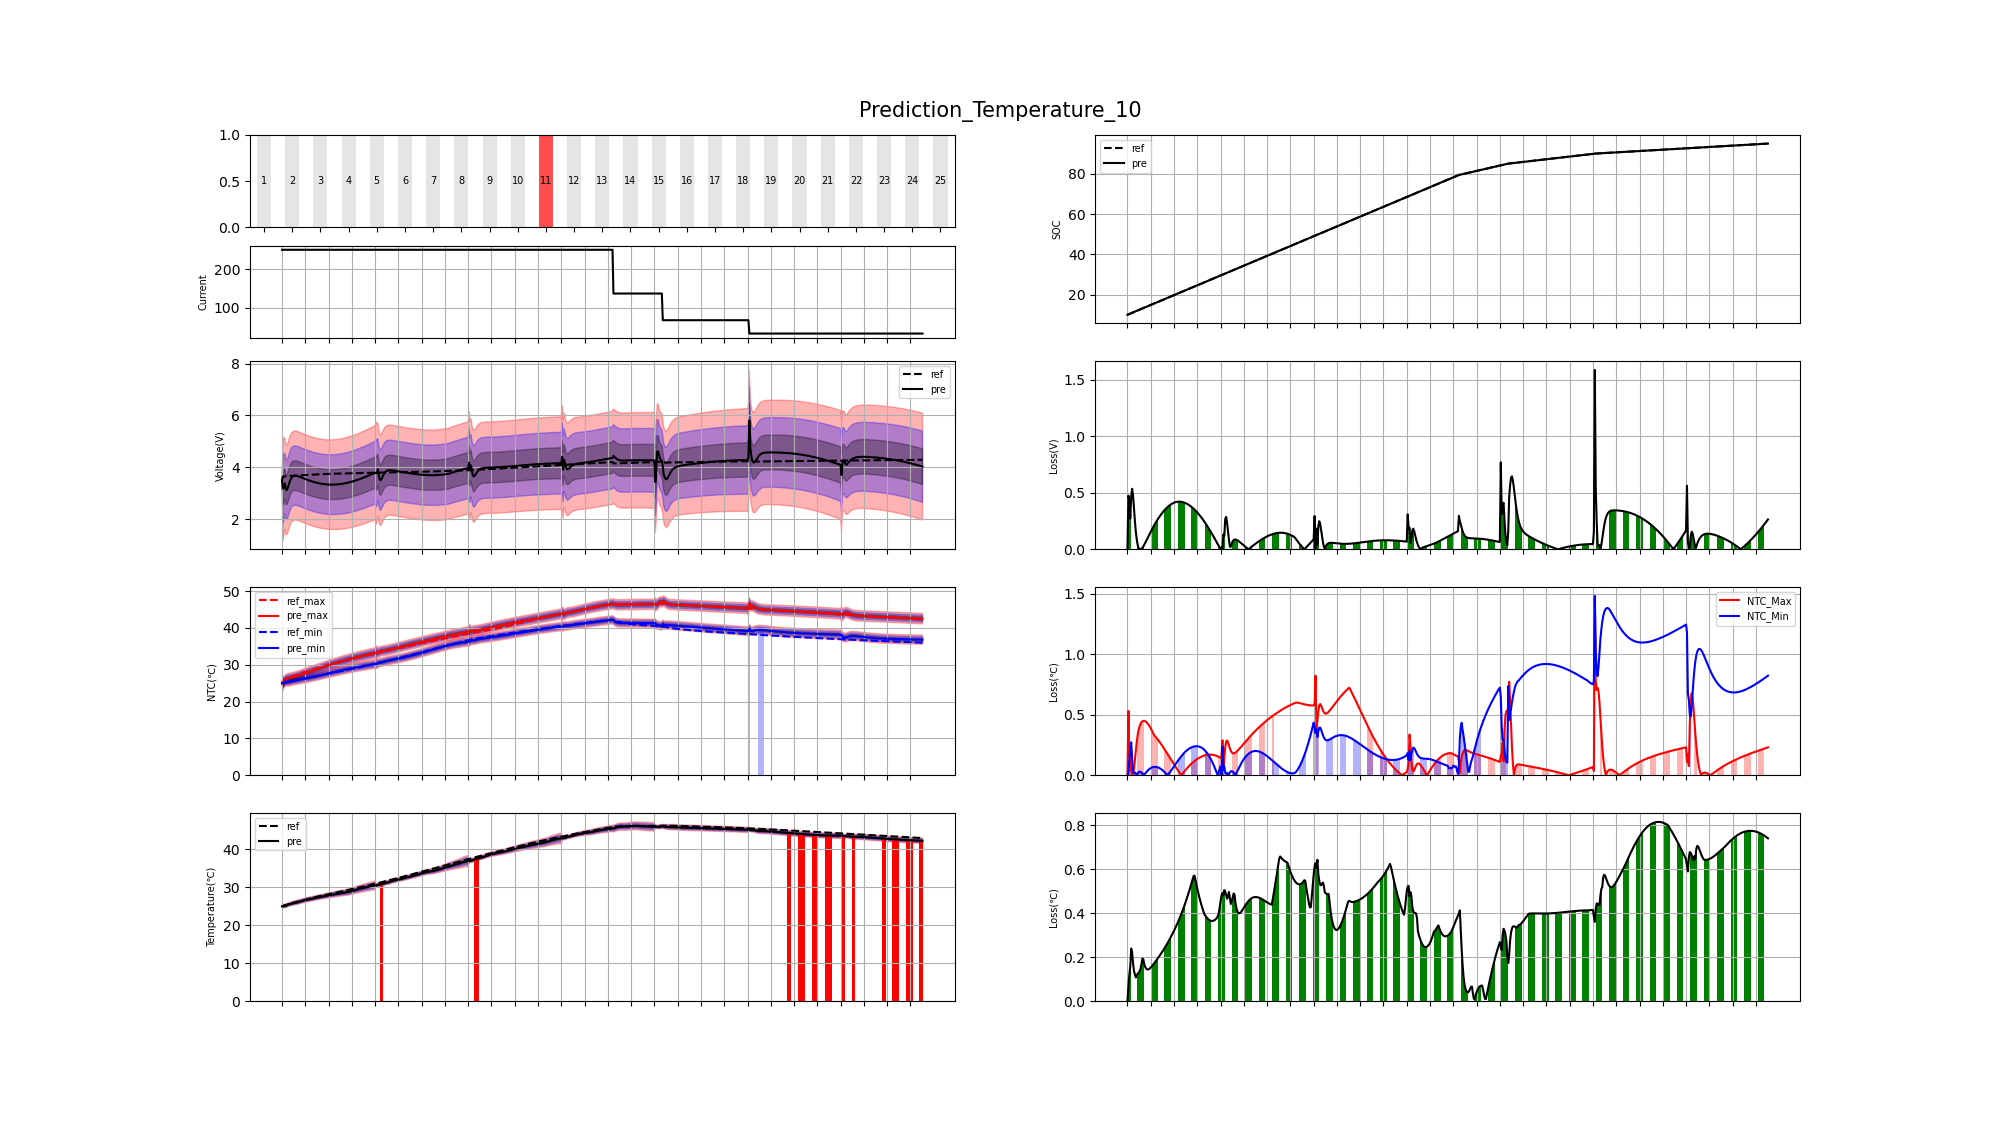 Prediction_Temperature_10
1.0
0.5
0.0
1 2 3 4 5 6 7 8 9 10 11 12 13 14 15 16 17 18 19 20 21 22 23 24 25
Current
200
100
Voltage(V)
8
6
4
2
ref
pre
NTC(℃)
50
40
30
20
10
0
ref_max
pre_max
ref_min
pre_min
Temperature(℃)
40
30
20
10
0
ref
pre
SOC
80
60
40
20
ref
pre
Loss(V)
1.5
1.0
0.5
0.0
Loss(℃)
1.5
1.0
0.5
0.0
NTC_Max
NTC_Min
Loss(℃)
0.8
0.6
0.4
0.2
0.0